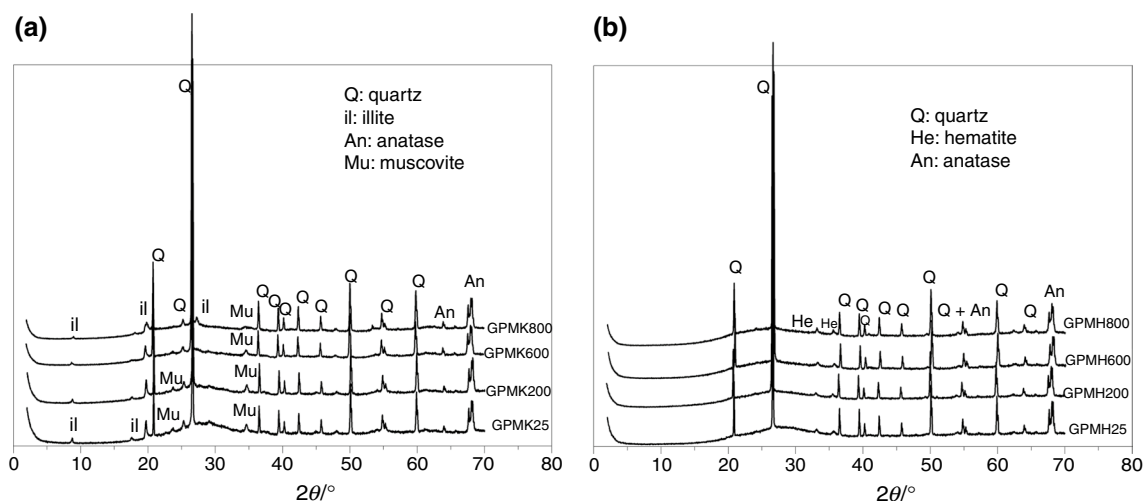 (a)
Q
Q: quartz
il: illite
An: anatase
Mu: muscovite
Q
Q
Q
An
il
il
Q
il
Mu
Q
Q
Q
Q
Q
Q
An
GPMK800
Mu
GPMK600
Mu
GPMK200
il
il
Mu
Mu
GPMK25
0 10 20 30 40 50 60 70 80
2θ/°
(b)
Q
Q: quartz
He: hematite
An: anatase
Q
Q
Q
An
He
He
Q
Q
Q
Q
Q
Q + An
Q
GPMH800
GPMH600
GPMH200
GPMH25
0 10 20 30 40 50 60 70 80
2θ/°